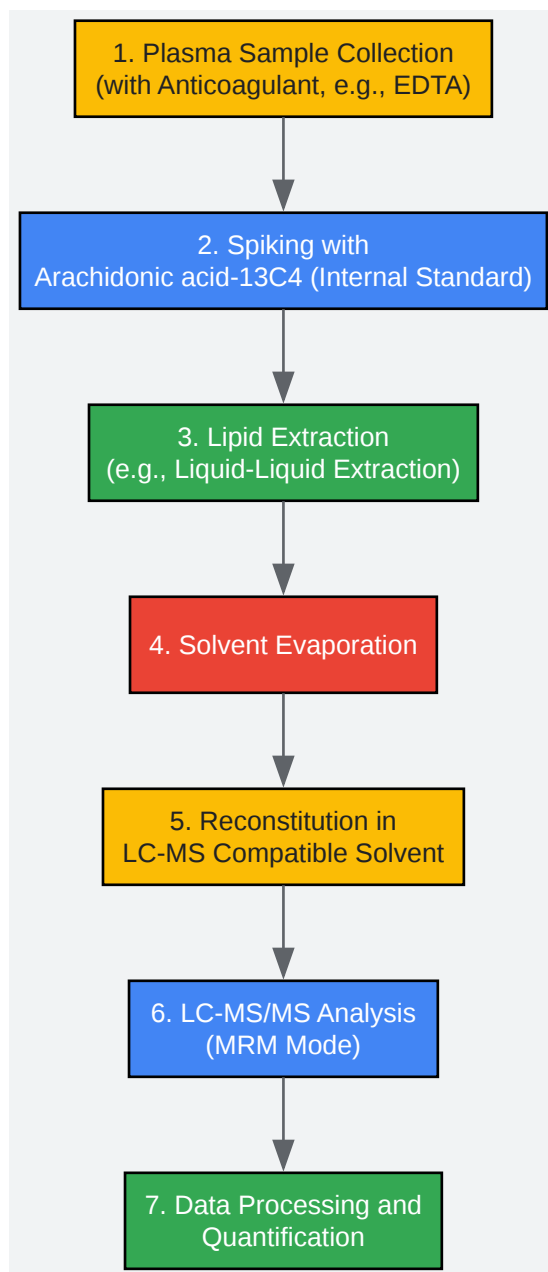 1. Plasma Sample Collection
(with Anticoagulant, e.g., EDTA)
2. Spiking with
Arachidonic acid-13C4 (Internal Standard)
3. Lipid Extraction
(e.g., Liquid-Liquid Extraction)
4. Solvent Evaporation
5. Reconstitution in
LC-MS Compatible Solvent
6. LC-MS/MS Analysis
(MRM Mode)
7. Data Processing and
Quantification